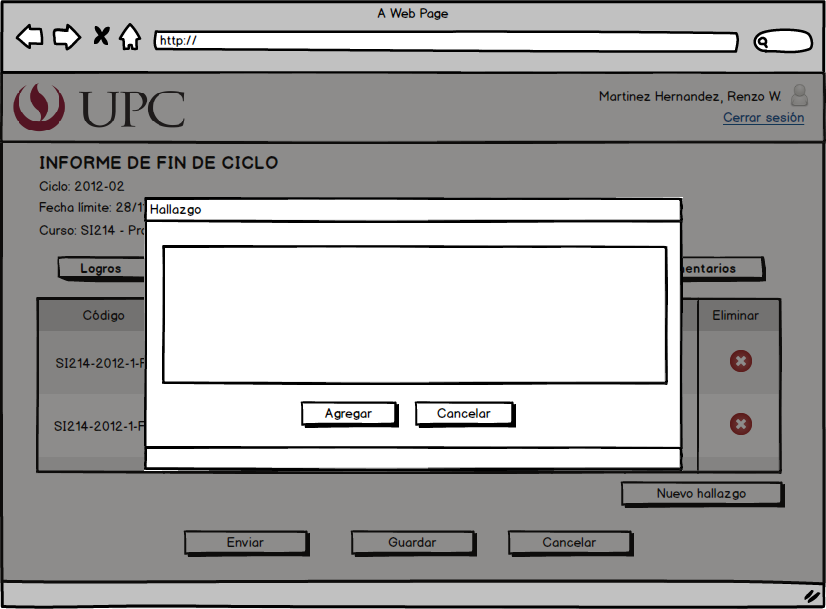 A Web Page
http://
UPC
Martinez Hernandez, Renzo W.
Cerrar sesión
INFORME DE FIN DE CICLO
Ciclo: 2012-02
Fecha límite: 28/1
Curso: SI214 - Pro
Hallazgo
Logros
entarios
Código
Eliminar
SI214-2012-1-F
SI214-2012-1-F
Agregar
Cancelar
Nuevo hallazgo
Enviar
Guardar
Cancelar